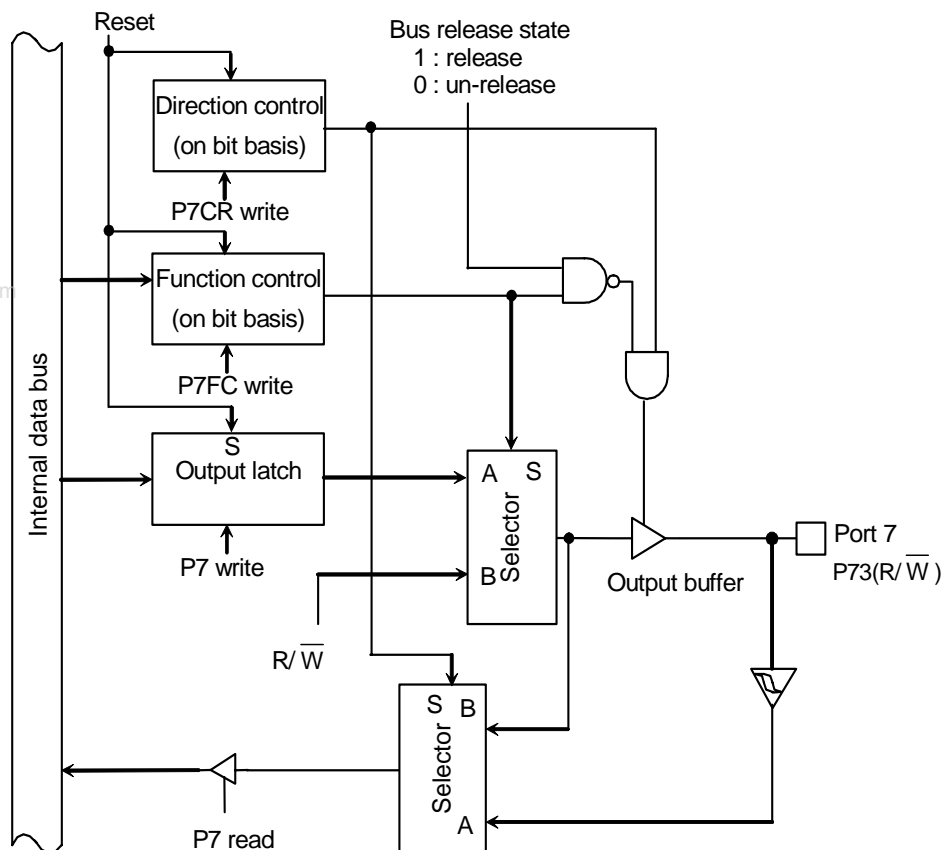 Reset
Bus release state
1 : release
0 : un-release
Direction control
(on bit basis)
P7CR write
Function control
(on bit basis)
m
P7FC write
Internal data bus
S
Output latch
A S
Selector
B
P7 write
Output buffer
Port 7
P73(R/W̅)
R/W̅
S B
Selector
A
P7 read